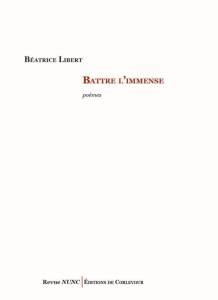 Béatrice Libert
Battre l'immense
poèmes
Revue NUNC | Éditions de Corlevour